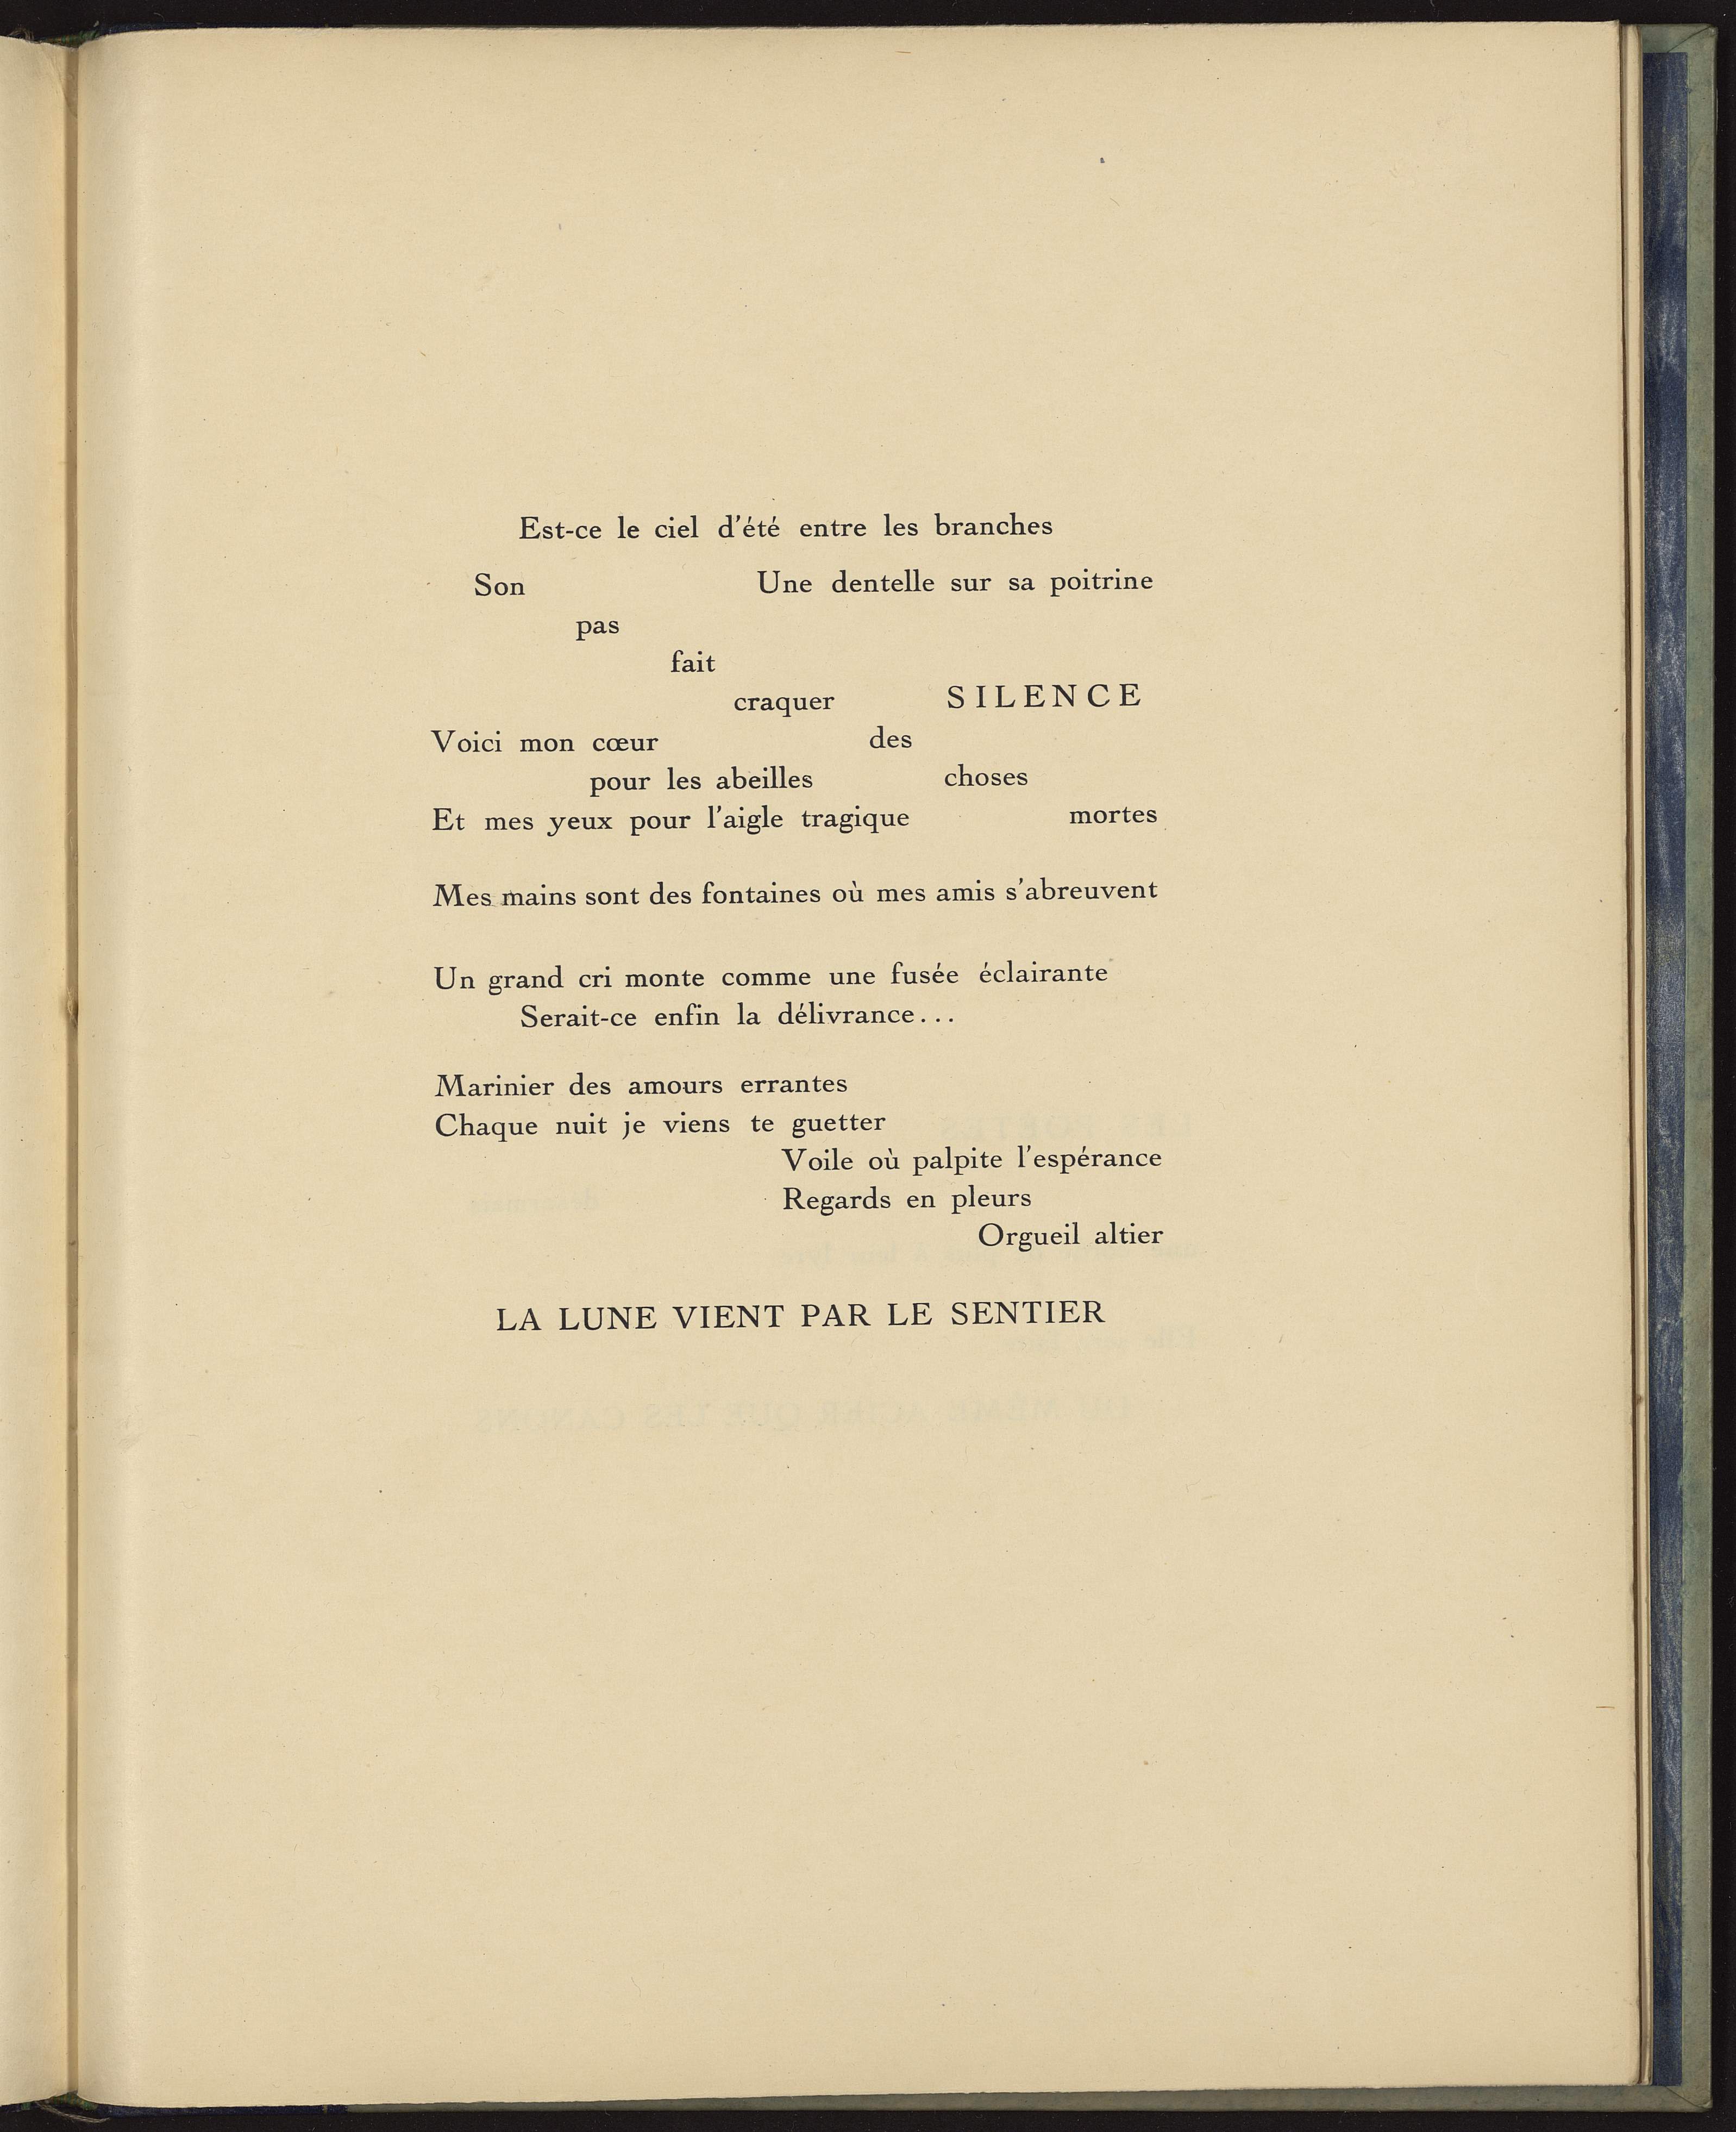 Est-ce le ciel d'été entre les branches
Son Une dentelle sur sa poitrine
pas
fait
craquer SILENCE
Voici mon cœur des
pour les abeilles choses
Et mes yeux pour l'aigle tragique mortes
Mes mains sont des fontaines où mes amis s'abreuvent
Un grand cri monte comme une fusée éclairante
Serait-ce enfin la délivrance...
Marinier des amours errantes
Chaque nuit je viens te guetter
Voile où palpite l'espérance
Regards en pleurs
Orgueil altier
LA LUNE VIENT PAR LE SENTIER